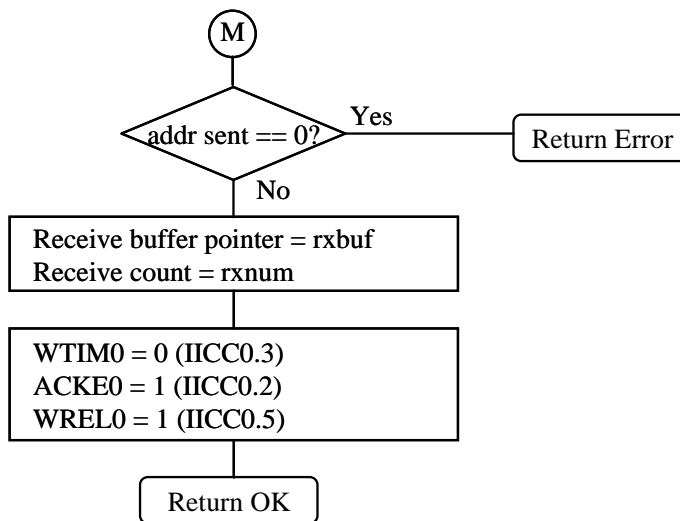 M
addr sent == 0?
Yes
Return Error
No
Receive buffer pointer = rxbuf
Receive count = rxnum
WTIM0 = 0 (IICC0.3)
ACKE0 = 1 (IICC0.2)
WREL0 = 1 (IICC0.5)
Return OK